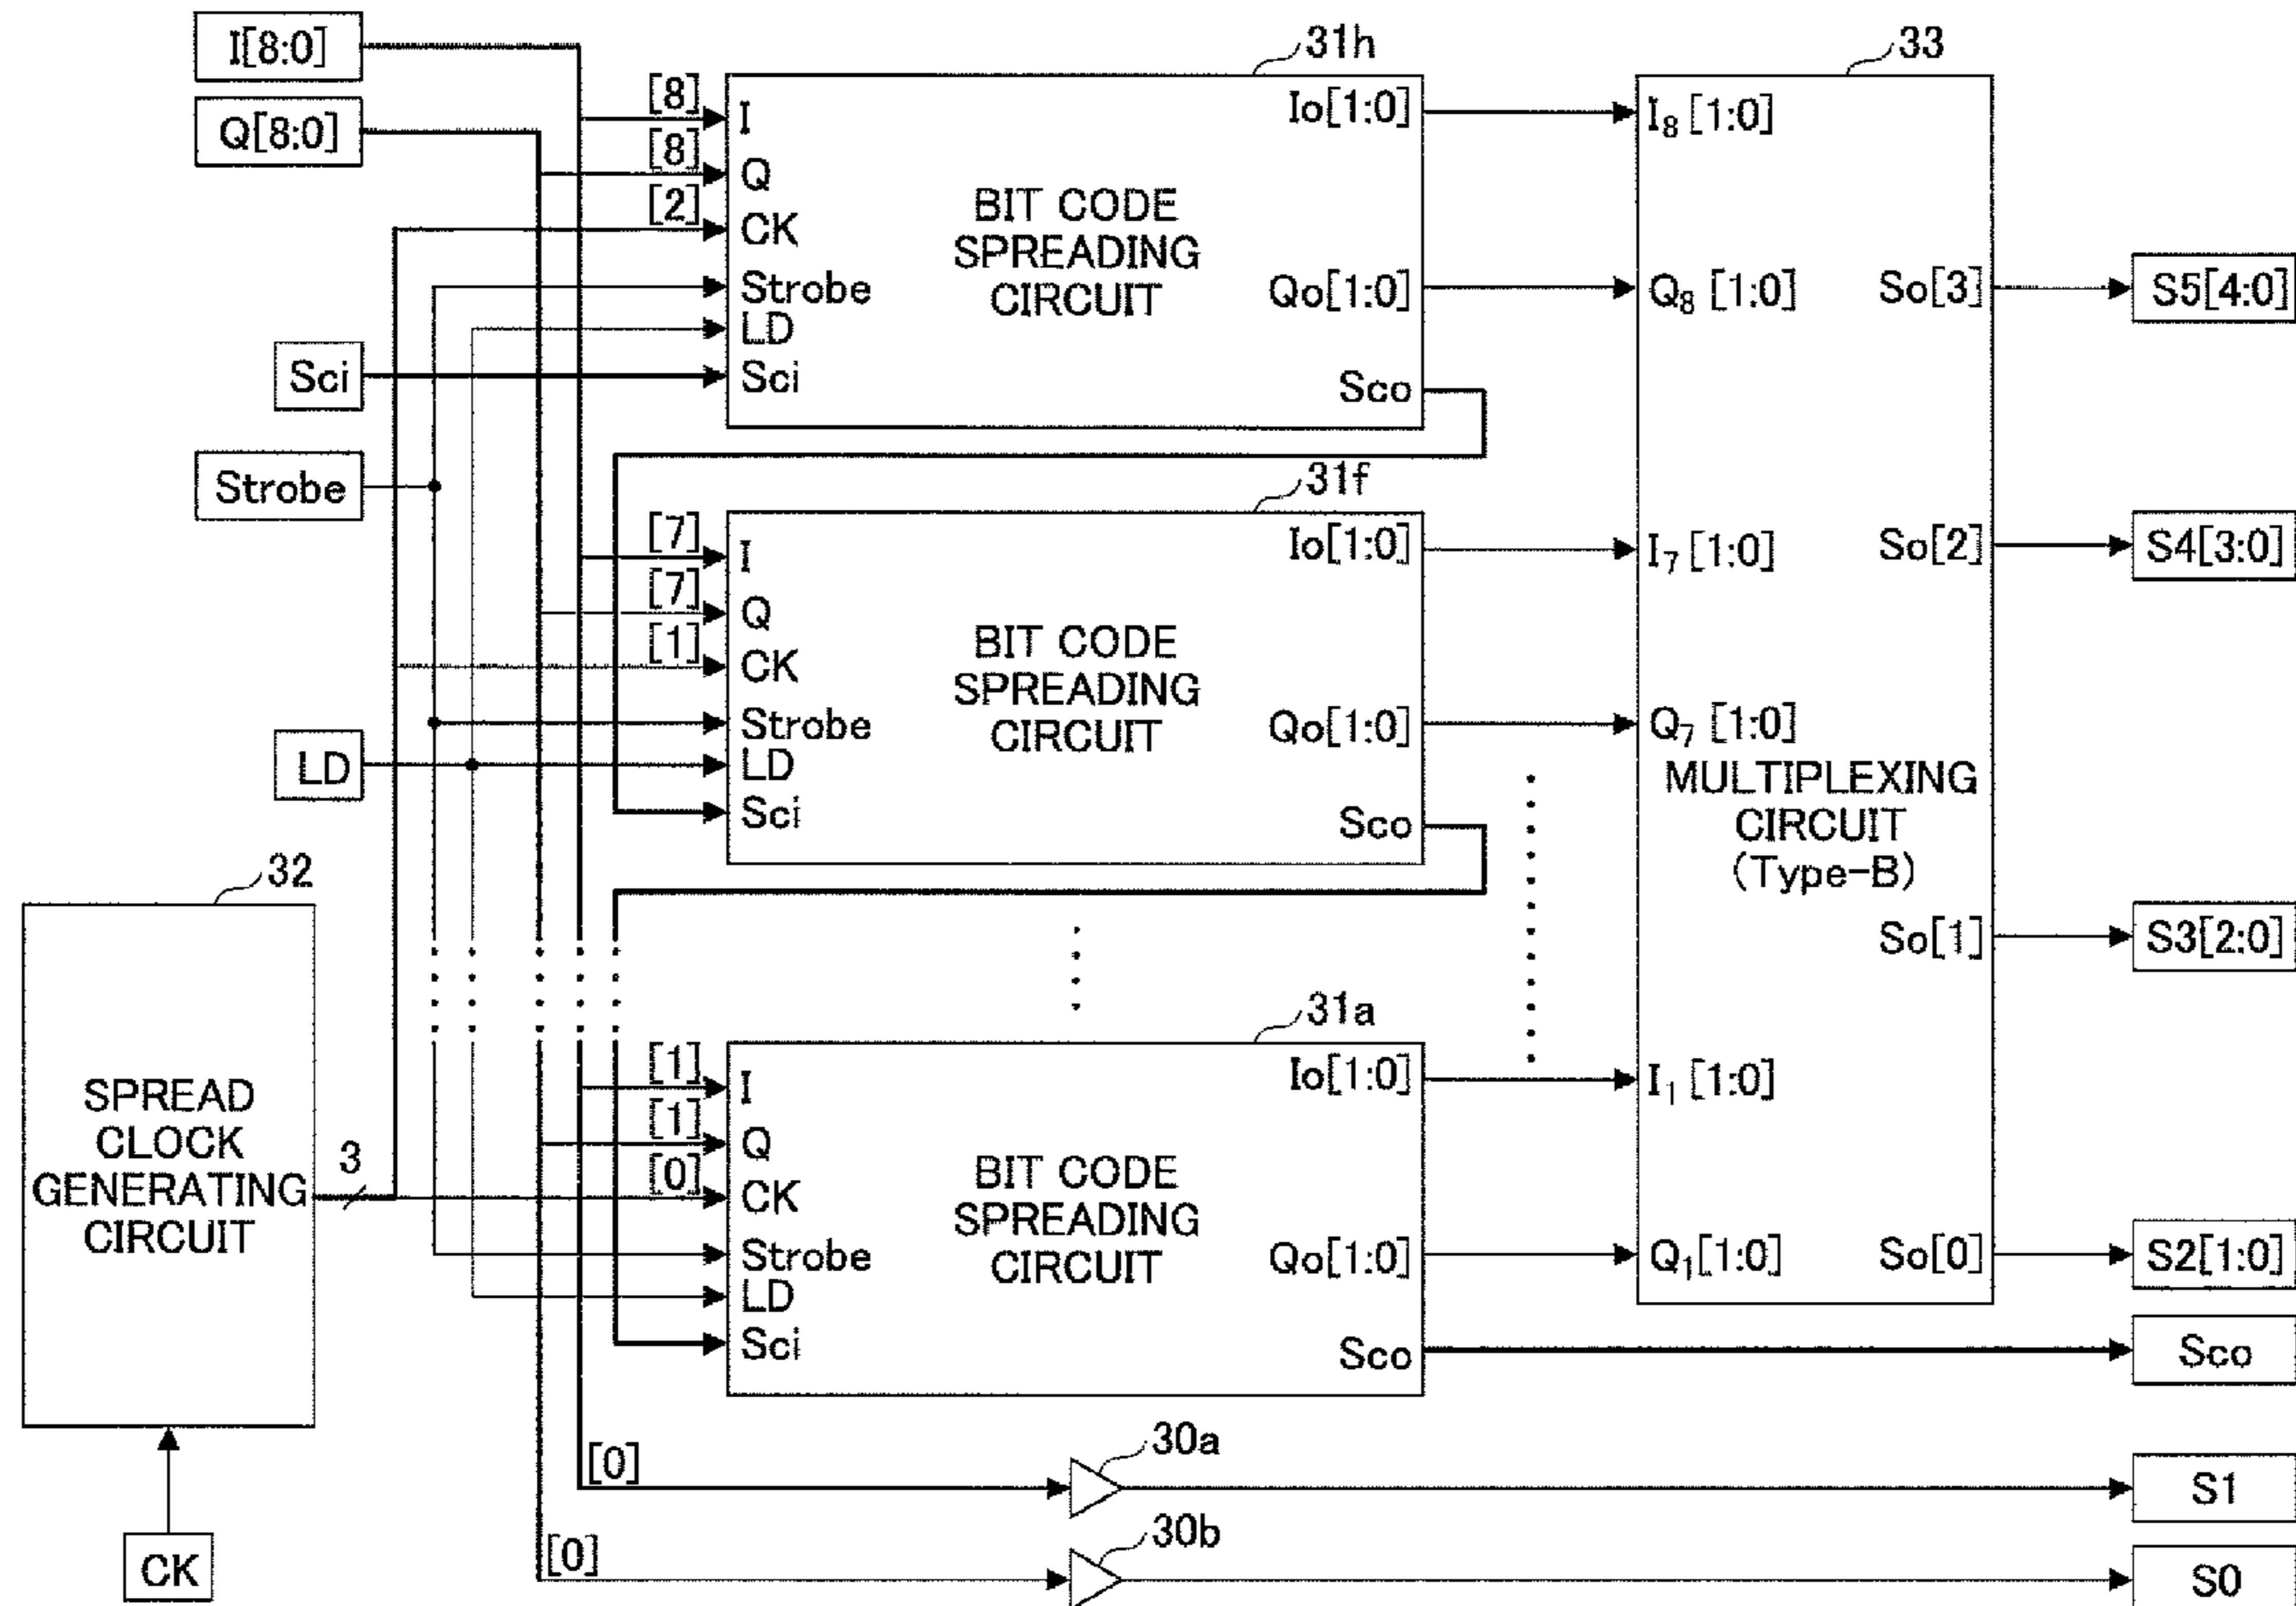 I[8:0]
Q[8:0]
Sci
Strobe
LD
32
SPREAD
CLOCK
GENERATING
CIRCUIT
3
CK
31h
[8]
I
[8]
Q
[2]
CK
Strobe
LD
Sci
BIT CODE
SPREADING
CIRCUIT
Io[1:0]
Qo[1:0]
Sco
31f
[7]
I
[7]
Q
[1]
CK
Strobe
LD
Sci
BIT CODE
SPREADING
CIRCUIT
Io[1:0]
Qo[1:0]
Sco
31a
[1]
I
[1]
Q
[0]
CK
Strobe
LD
Sci
BIT CODE
SPREADING
CIRCUIT
Io[1:0]
Qo[1:0]
Sco
33
I₈ [1:0]
Q₈ [1:0]
I₇ [1:0]
Q₇ [1:0]
MULTIPLEXING
CIRCUIT
(Type-B)
I₁ [1:0]
Q₁[1:0]
So[3]
So[2]
So[1]
So[0]
S5[4:0]
S4[3:0]
S3[2:0]
S2[1:0]
Sco
[0]
30a
S1
[0]
30b
S0